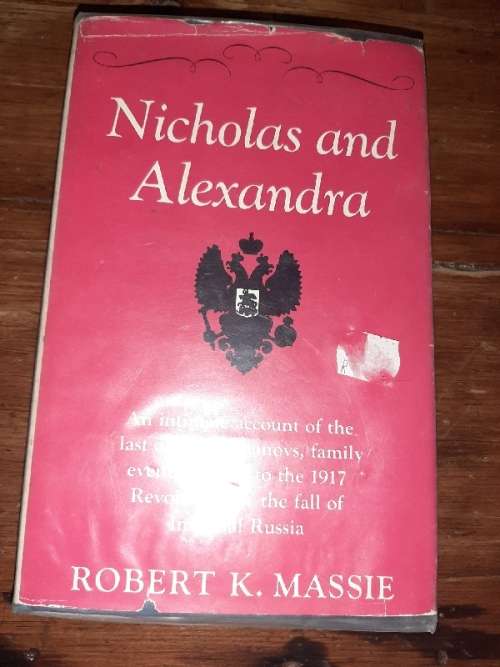 Nicholas and
Alexandra
An account of the
last family
to the 1917
the fall of
Russia
ROBERT K. MASSIE